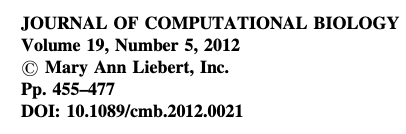 JOURNAL OF COMPUTATIONAL BIOLOGY
Volume 19, Number 5, 2012
© Mary Ann Liebert, Inc.
Pp. 455–477
DOI: 10.1089/cmb.2012.0021